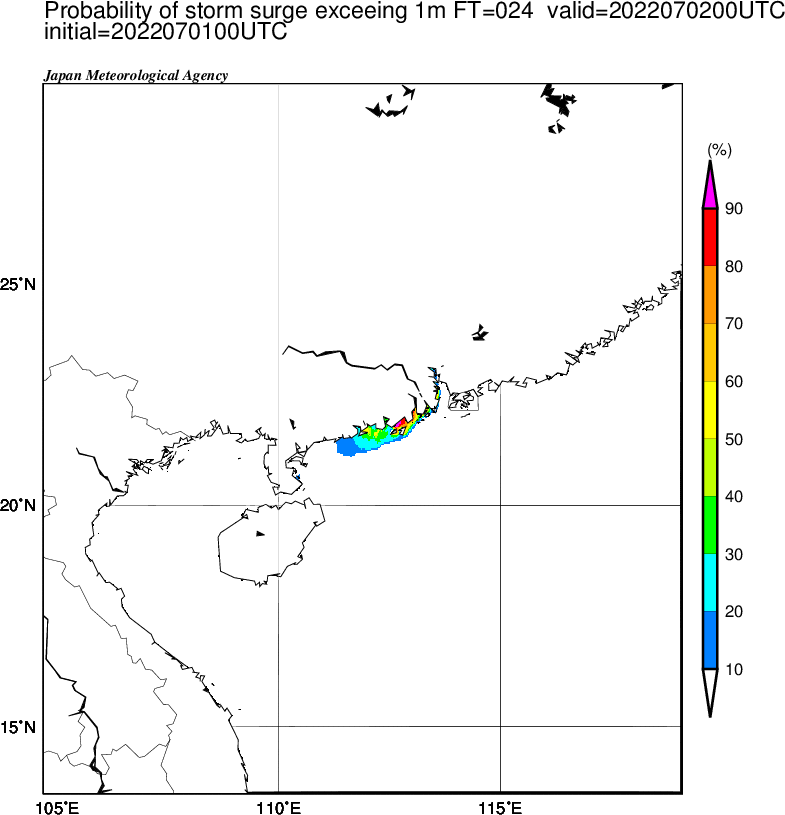 Probability of storm surge exceeing 1m FT=024 valid=2022070200UTC
initial=2022070100UTC
Japan Meteorological Agency
(%)
90
80
70
60
50
40
30
20
10
25°N
20°N
15°N
105°E 110°E 115°E